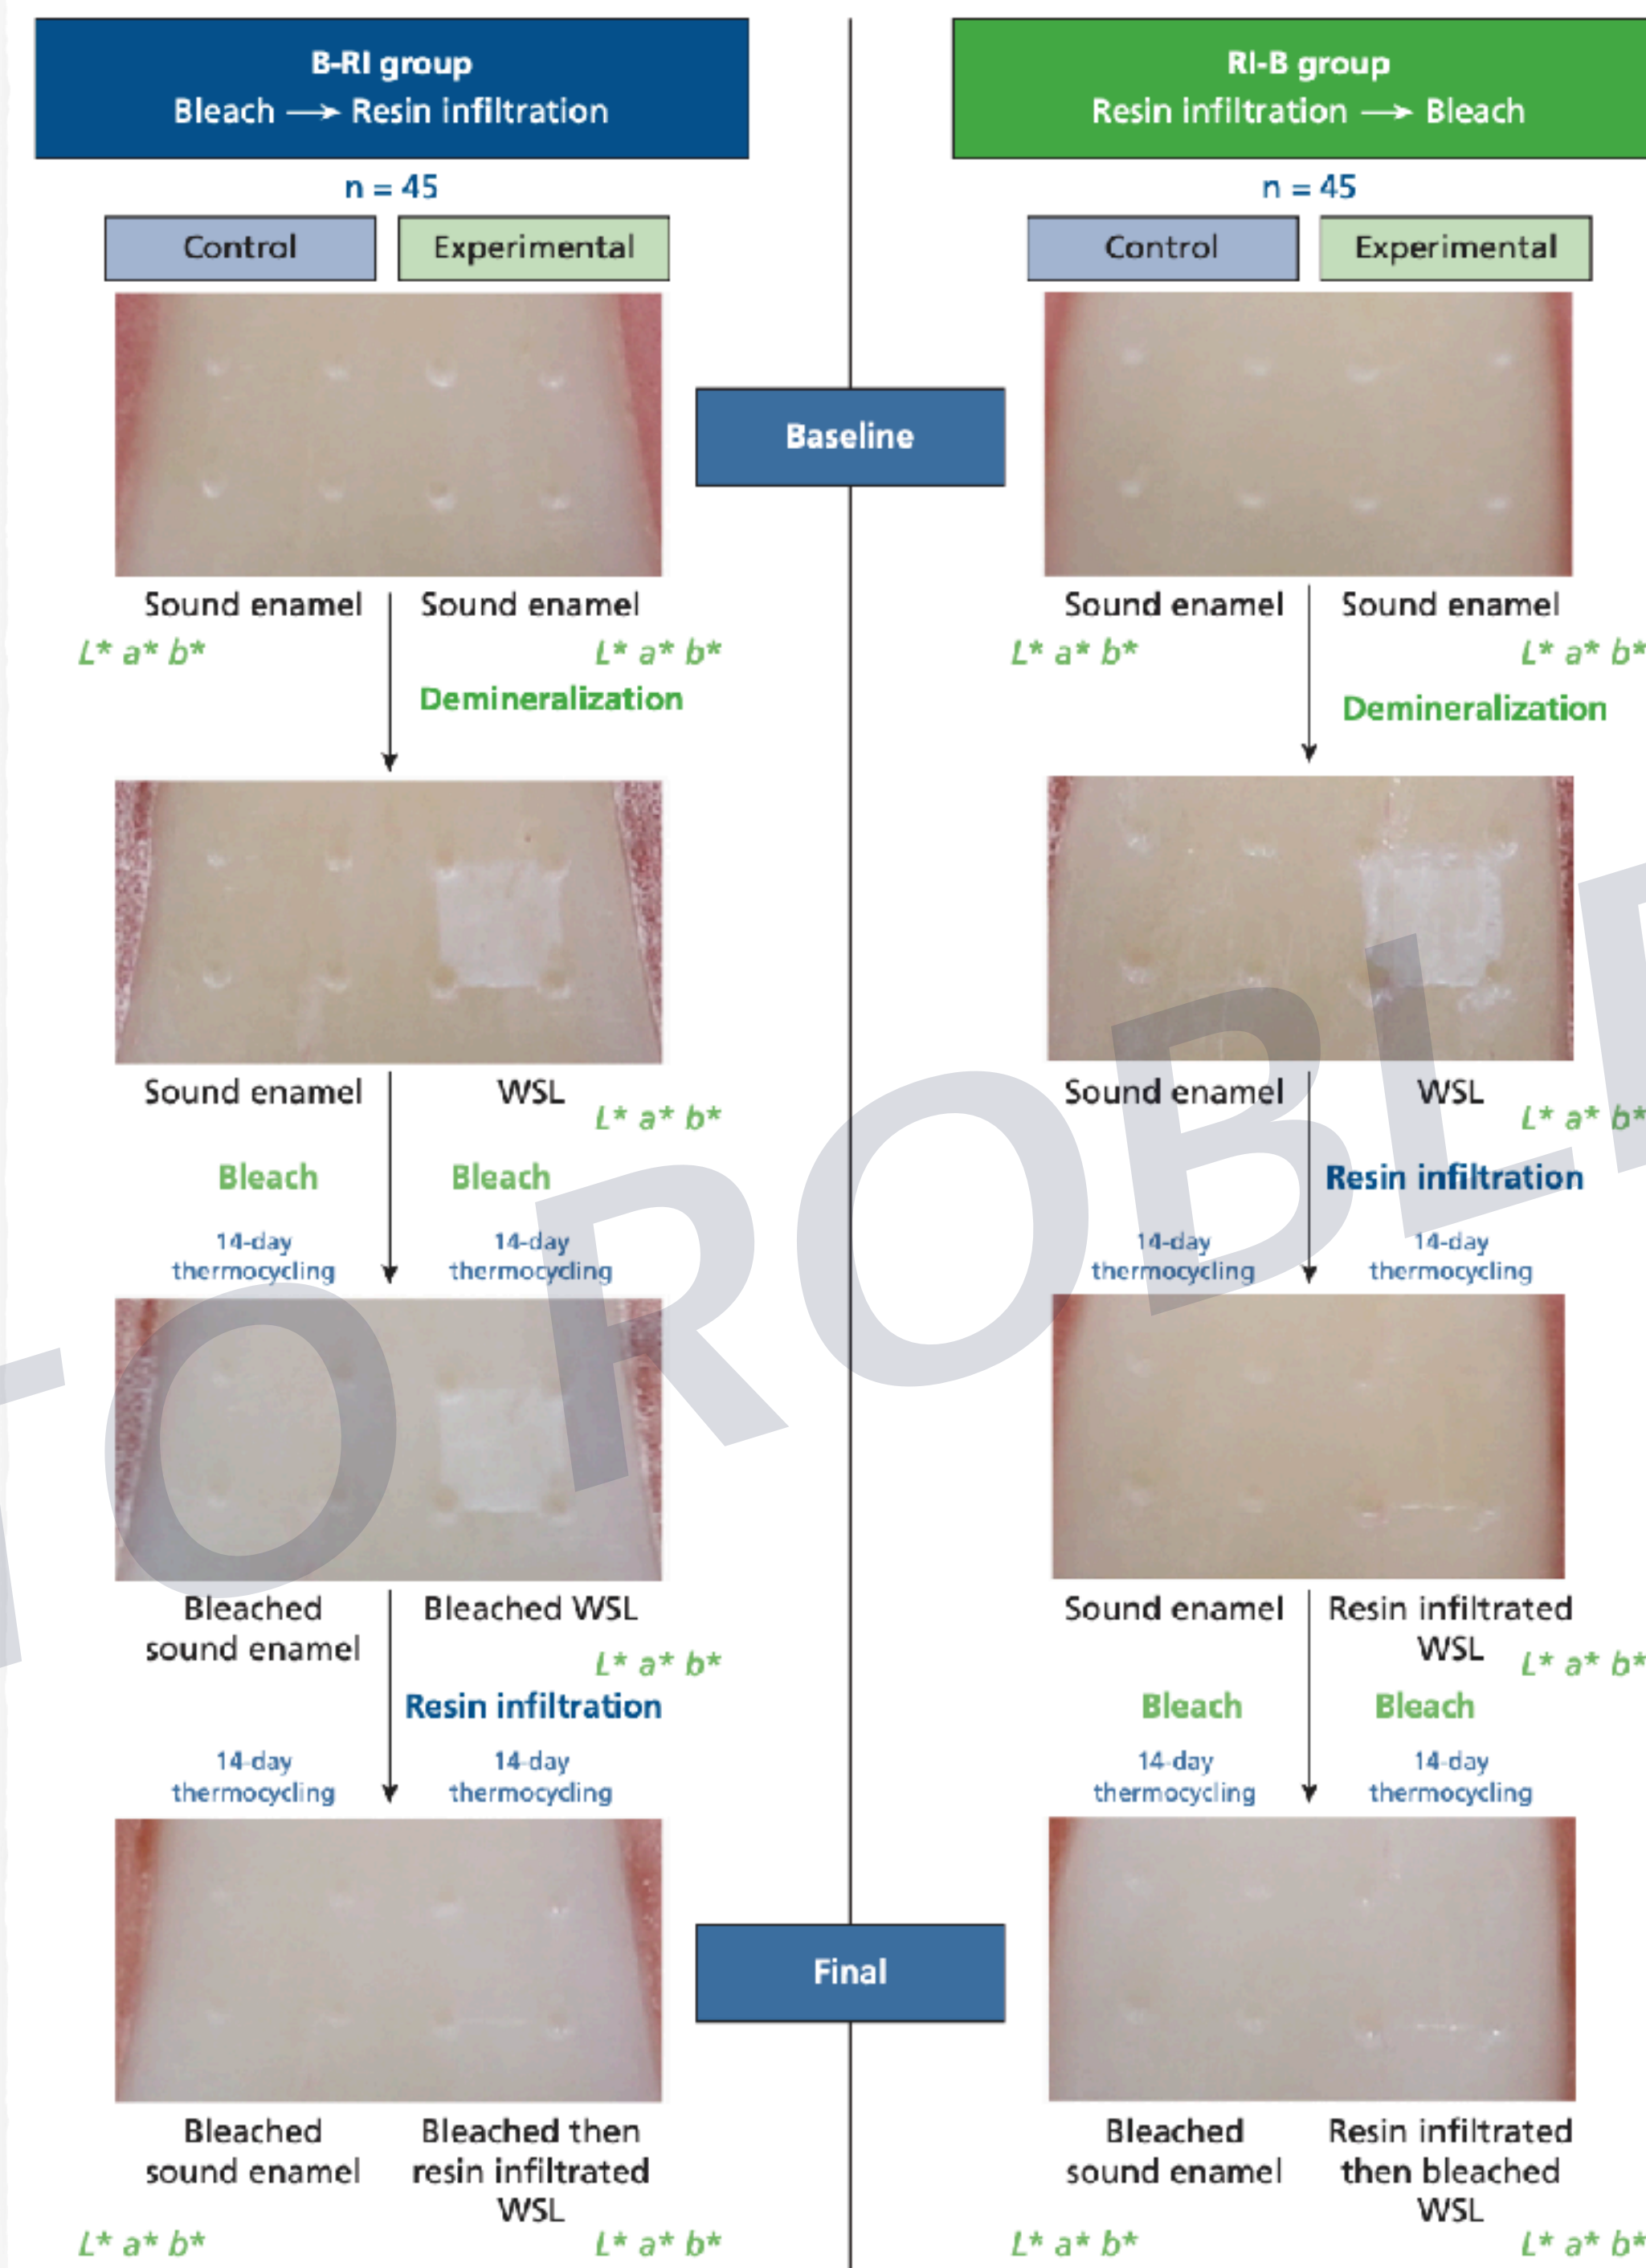 B-RI group
Bleach → Resin infiltration
n = 45
Control
Experimental
Sound enamel
Sound enamel
L* a* b*
L* a* b*
Demineralization
Sound enamel
WSL
L* a* b*
Bleach
Bleach
14-day
thermocycling
14-day
thermocycling
Bleached
sound enamel
Bleached WSL
L* a* b*
Resin infiltration
14-day
thermocycling
14-day
thermocycling
Bleached
sound enamel
Bleached then
resin infiltrated
WSL
L* a* b*
L* a* b*
Baseline
Final
RI-B group
Resin infiltration → Bleach
n = 45
Control
Experimental
Sound enamel
Sound enamel
L* a* b*
L* a* b*
Demineralization
Sound enamel
WSL
L* a* b*
Resin infiltration
14-day
thermocycling
14-day
thermocycling
Sound enamel
Resin infiltrated
WSL
L* a* b*
Bleach
Bleach
14-day
thermocycling
14-day
thermocycling
Bleached
sound enamel
Resin infiltrated
then bleached
WSL
L* a* b*
L* a* b*